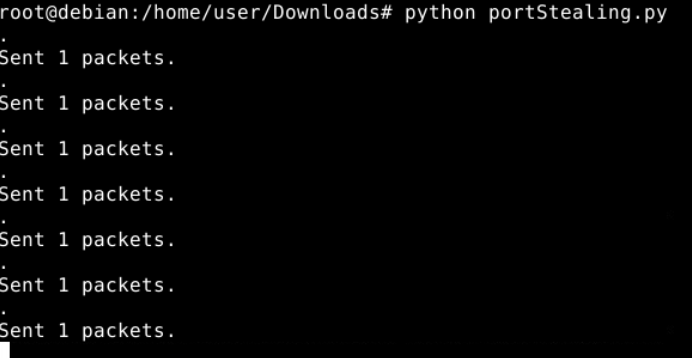 root@debian:/home/user/Downloads# python portStealing.py
.
Sent 1 packets.
.
Sent 1 packets.
.
Sent 1 packets.
.
Sent 1 packets.
.
Sent 1 packets.
.
Sent 1 packets.
.
Sent 1 packets.